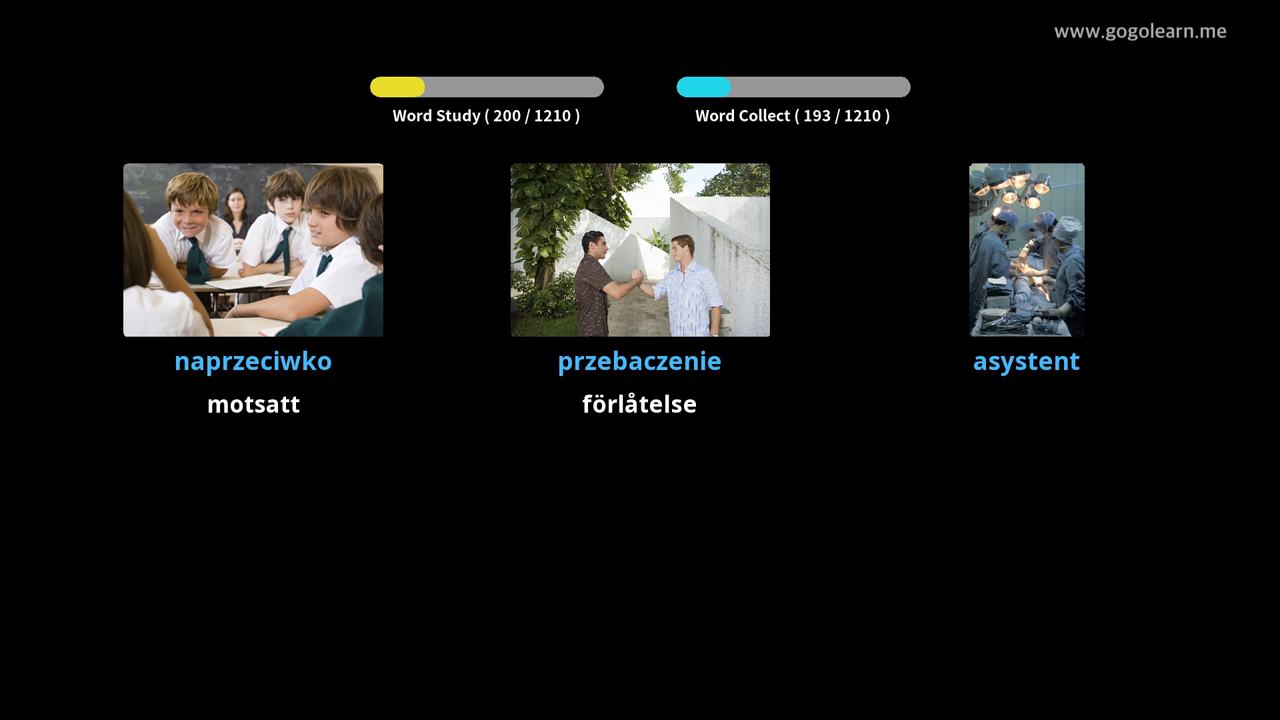 www.gogolearn.me
Word Study ( 200 / 1210 )
Word Collect ( 193 / 1210 )
naprzeciwko
przebaczenie
asystent
motsatt
förlåtelse